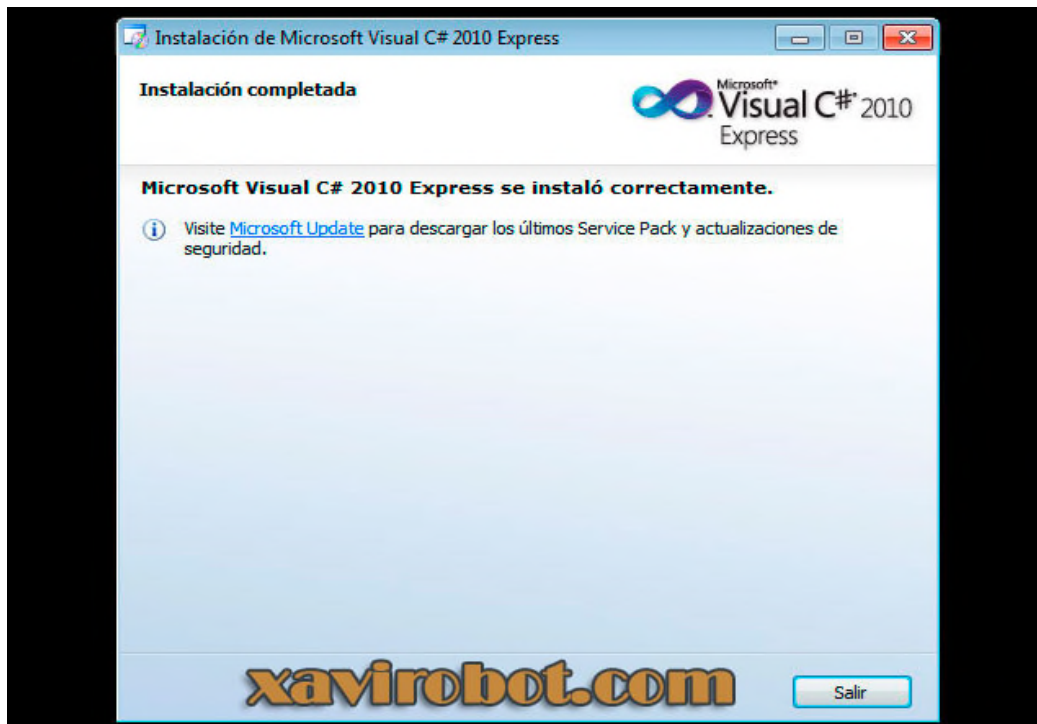 Instalación de Microsoft Visual C# 2010 Express
Instalación completada
Microsoft®
Visual C#® 2010
Express
Microsoft Visual C# 2010 Express se instaló correctamente.
Visite Microsoft Update para descargar los últimos Service Pack y actualizaciones de
seguridad.
xavirobot.com
Salir